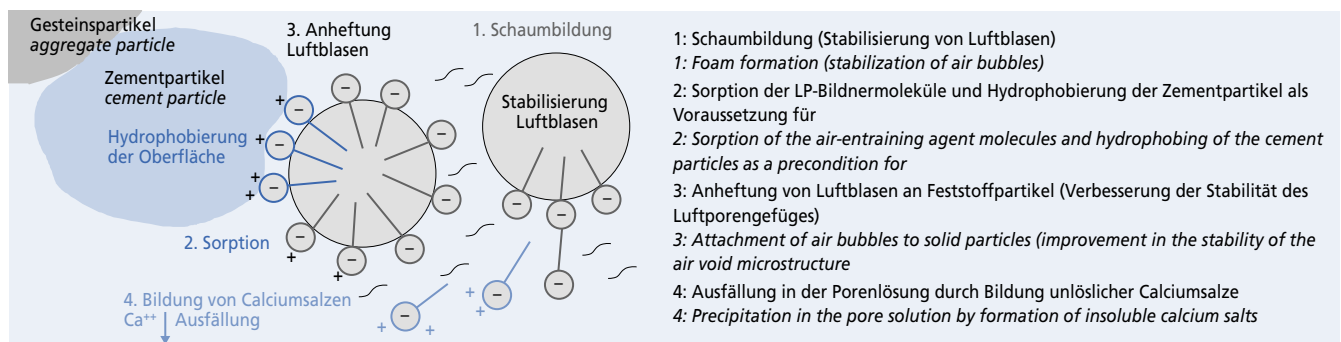 Gesteinspartikel
aggregate particle
Zementpartikel
cement particle
Hydrophobierung
der Oberfläche
3. Anheftung
Luftblasen
1. Schaumbildung
Stabilisierung
Luftblasen
2. Sorption
4. Bildung von Calciumsalzen
Ca++ Ausfällung
1: Schaumbildung (Stabilisierung von Luftblasen)
1: Foam formation (stabilization of air bubbles)
2: Sorption der LP-Bildnermoleküle und Hydrophobierung der Zementpartikel als
Voraussetzung für
2: Sorption of the air-entraining agent molecules and hydrophobing of the cement
particles as a precondition for
3: Anheftung von Luftblasen an Feststoffpartikel (Verbesserung der Stabilität des
Luftporengefüges)
3: Attachment of air bubbles to solid particles (improvement in the stability of the
air void microstructure
4: Ausfällung in der Porenlösung durch Bildung unlöslicher Calciumsalze
4: Precipitation in the pore solution by formation of insoluble calcium salts